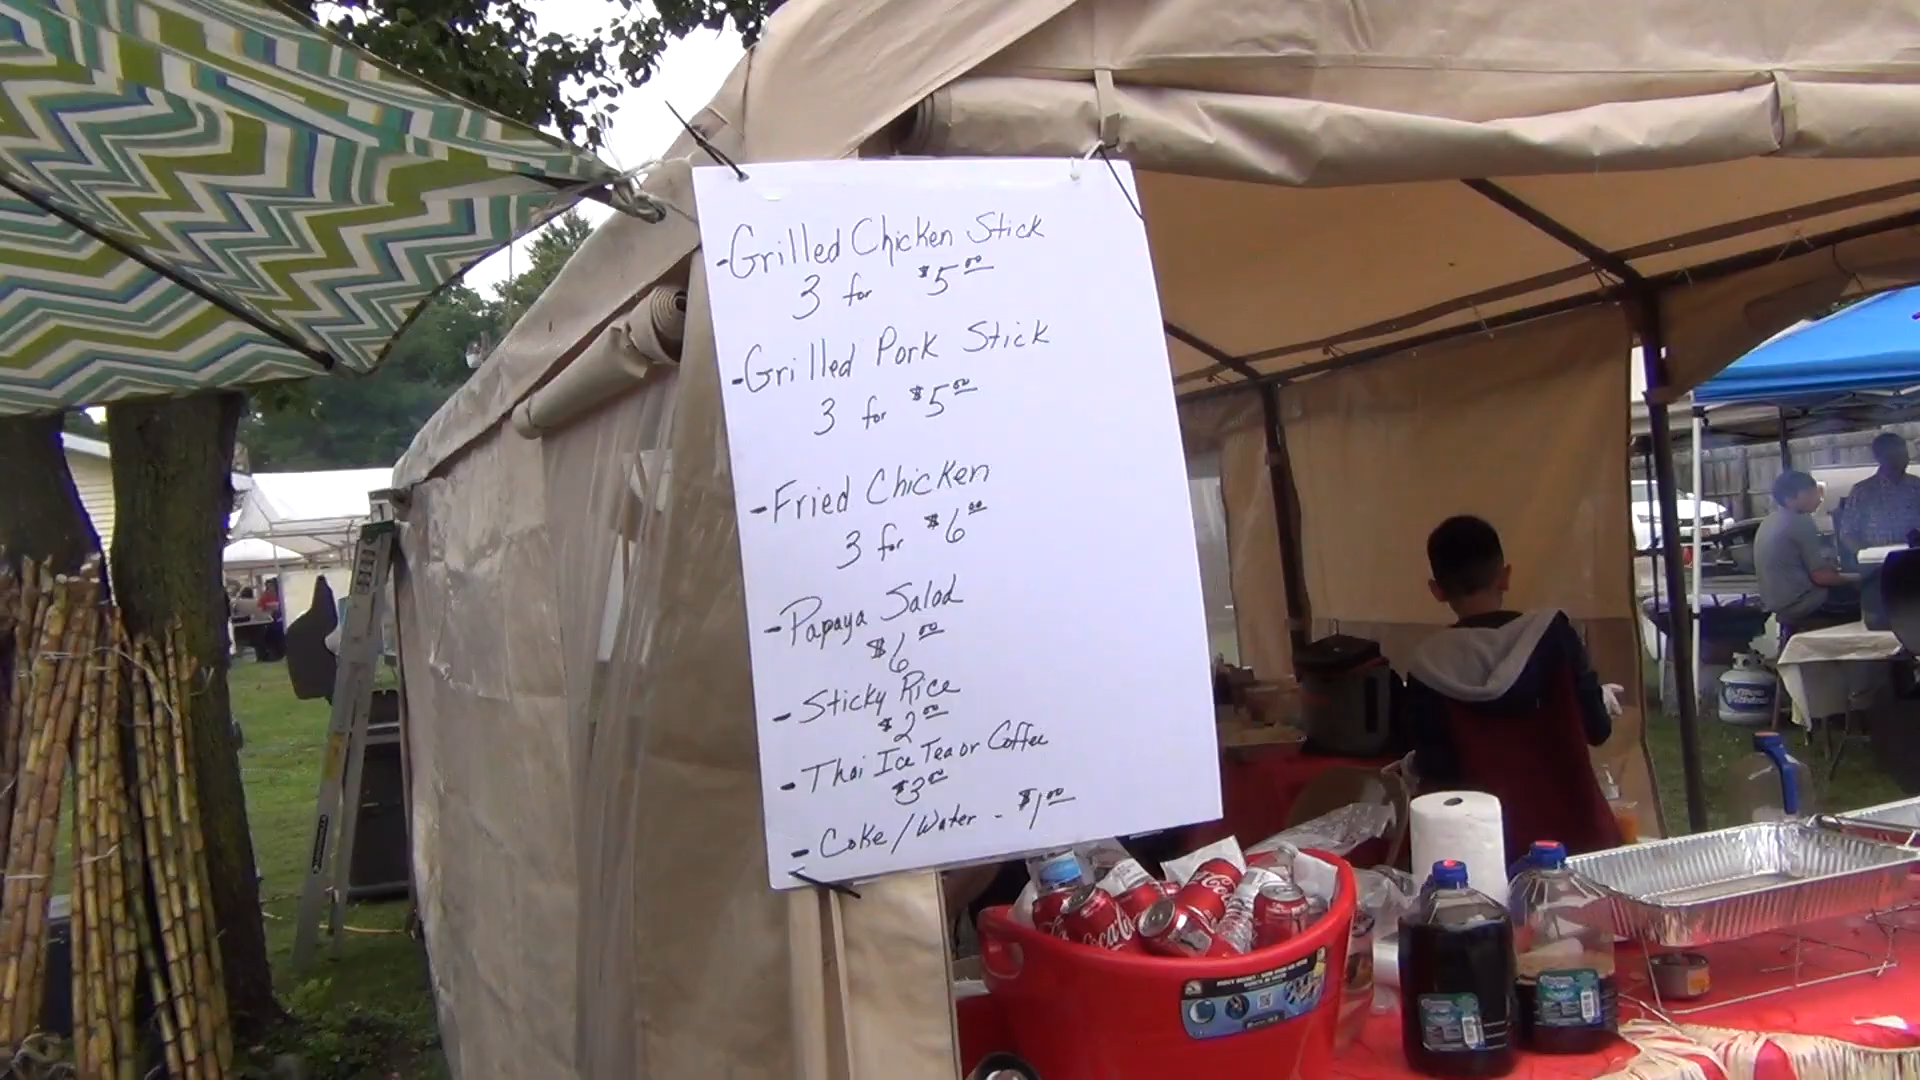 - Grilled Chicken Stick
3 for $5.00
- Grilled Pork Stick
3 for $5.00
- Fried Chicken
3 for $6.00
- Papaya Salad
$6.00
- Sticky Rice
$2.00
- Thai Ice Tea or Coffee
$3.00
- Coke / Water - $1.00
Coca-Cola